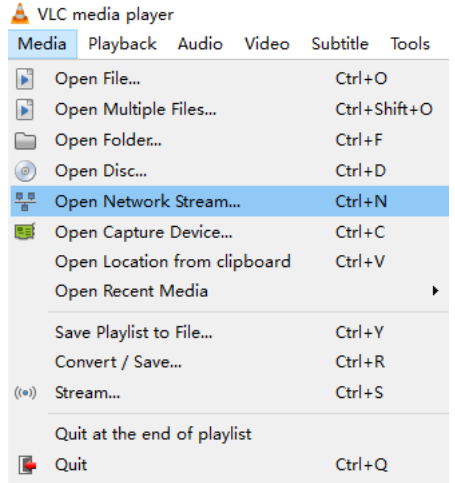 VLC media player
Media Playback Audio Video Subtitle Tools
Open File... Ctrl+O
Open Multiple Files... Ctrl+Shift+O
Open Folder... Ctrl+F
Open Disc... Ctrl+D
Open Network Stream... Ctrl+N
Open Capture Device... Ctrl+C
Open Location from clipboard Ctrl+V
Open Recent Media
Save Playlist to File... Ctrl+Y
Convert / Save... Ctrl+R
Stream... Ctrl+S
Quit at the end of playlist
Quit Ctrl+Q